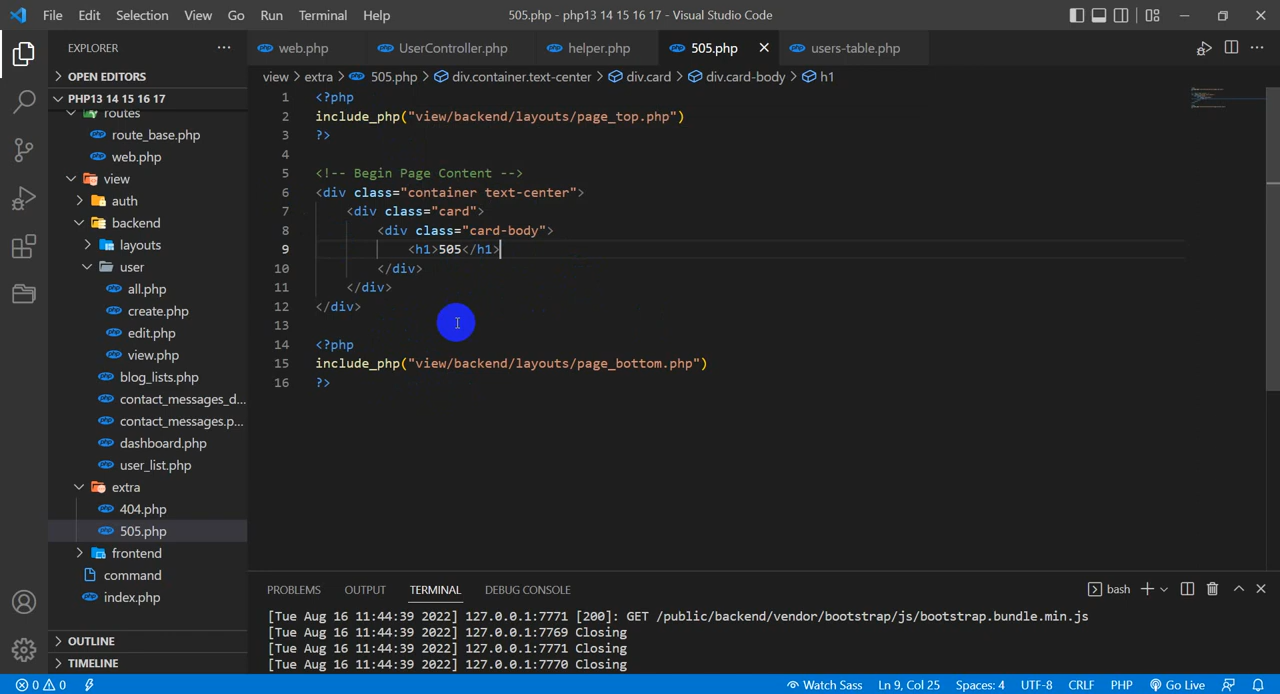 File Edit Selection View Go Run Terminal Help 505.php - php13 14 15 16 17 - Visual Studio Code
EXPLORER
web.php UserController.php helper.php 505.php users-table.php
OPEN EDITORS
PHP13 14 15 16 17
routes
route_base.php
web.php
view
auth
backend
layouts
user
all.php
create.php
edit.php
view.php
blog_lists.php
contact_messages_d...
contact_messages.p...
dashboard.php
user_list.php
extra
404.php
505.php
frontend
command
index.php
OUTLINE
TIMELINE
view > extra > 505.php > div.container.text-center > div.card > div.card-body > h1
1 <?php
2 include_php("view/backend/layouts/page_top.php")
3 ?>
4
5 <!-- Begin Page Content -->
6 <div class="container text-center">
7 <div class="card">
8 <div class="card-body">
9 <h1>505</h1>
10 </div>
11 </div>
12 </div>
13
14 <?php
15 include_php("view/backend/layouts/page_bottom.php")
16 ?>
PROBLEMS OUTPUT TERMINAL DEBUG CONSOLE bash
[Tue Aug 16 11:44:39 2022] 127.0.0.1:7771 [200]: GET /public/backend/vendor/bootstrap/js/bootstrap.bundle.min.js
[Tue Aug 16 11:44:39 2022] 127.0.0.1:7769 Closing
[Tue Aug 16 11:44:39 2022] 127.0.0.1:7771 Closing
[Tue Aug 16 11:44:39 2022] 127.0.0.1:7770 Closing
0 0 Watch Sass Ln 9, Col 25 Spaces: 4 UTF-8 CRLF PHP Go Live